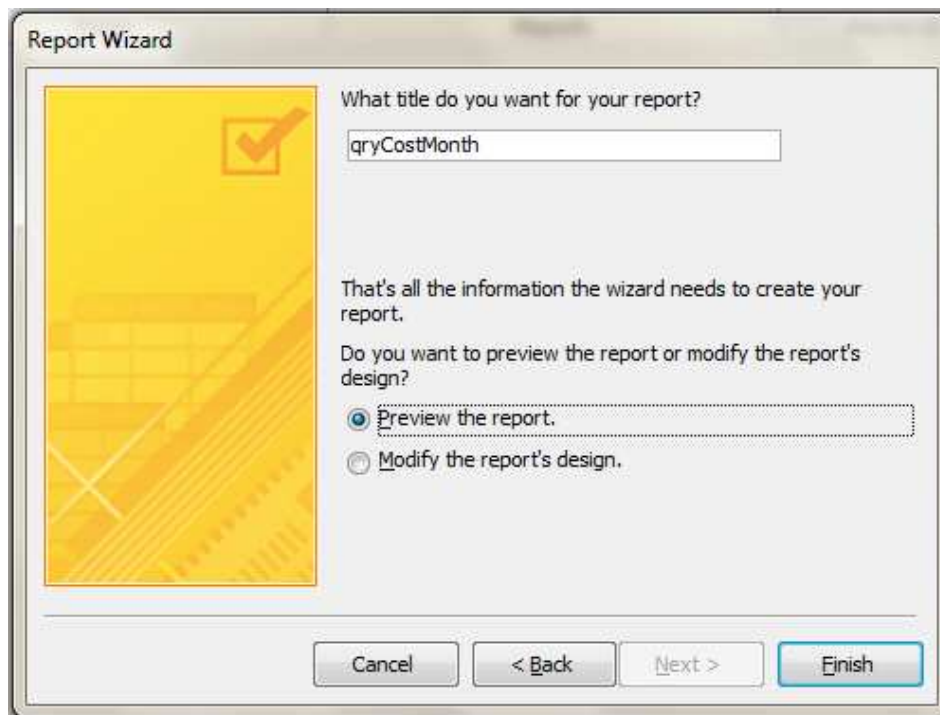 Report Wizard
What title do you want for your report?
qryCostMonth
That's all the information the wizard needs to create your
report.
Do you want to preview the report or modify the report's
design?
Preview the report.
Modify the report's design.
Cancel
< Back
Next >
Finish